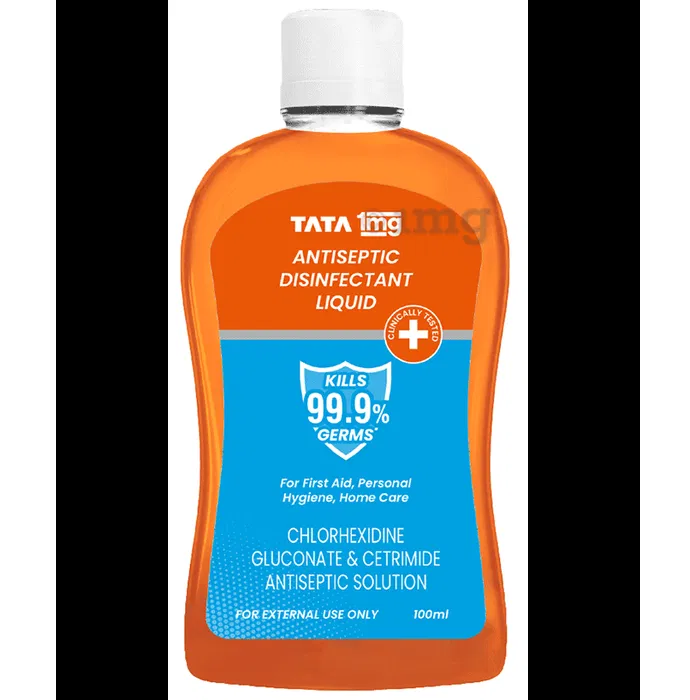 TATA 1mg
ANTISEPTIC
DISINFECTANT
LIQUID
CLINICALLY TESTED
KILLS
99.9%
GERMS*
For First Aid, Personal
Hygiene, Home Care
CHLORHEXIDINE
GLUCONATE & CETRIMIDE
ANTISEPTIC SOLUTION
FOR EXTERNAL USE ONLY 100ml